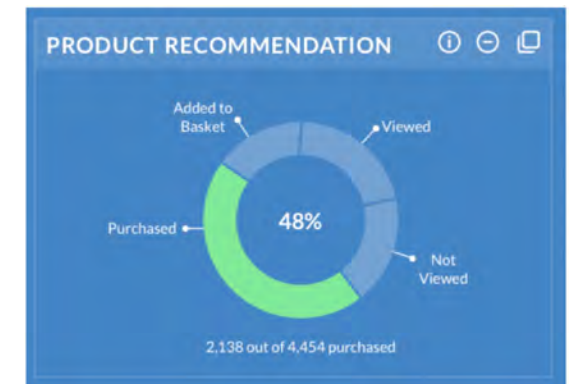 PRODUCT RECOMMENDATION
Added to
Basket
Viewed
Purchased
48%
Not
Viewed
2,138 out of 4,454 purchased